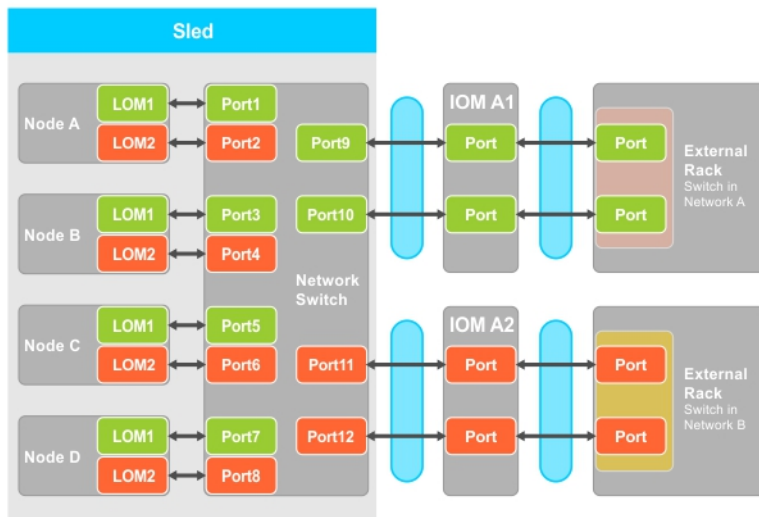 Sled
Node A
LOM1
LOM2
Port1
Port2
Node B
LOM1
LOM2
Port3
Port4
Node C
LOM1
LOM2
Port5
Port6
Node D
LOM1
LOM2
Port7
Port8
Network
Switch
Port9
Port10
Port11
Port12
IOM A1
Port
Port
Port
Port
External
Rack
Switch in
Network A
IOM A2
Port
Port
Port
Port
External
Rack
Switch in
Network B